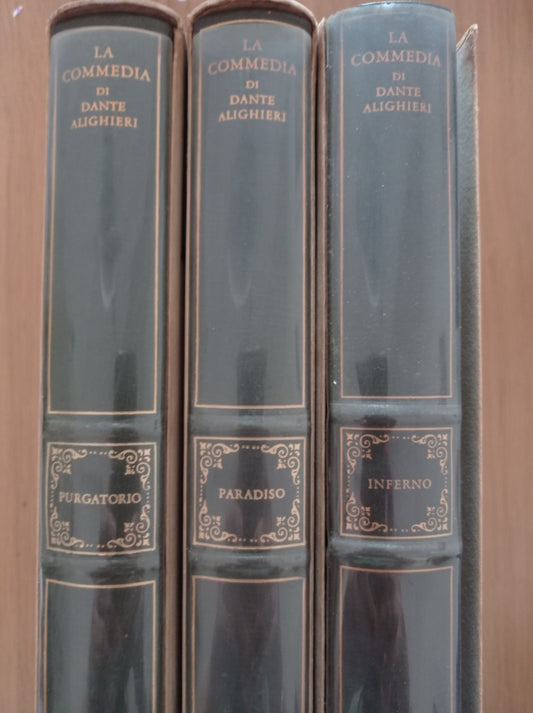 LA
COMMEDIA
DI
DANTE
ALIGHIERI
PURGATORIO
LA
COMMEDIA
DI
DANTE
ALIGHIERI
PARADISO
LA
COMMEDIA
DI
DANTE
ALIGHIERI
INFERNO